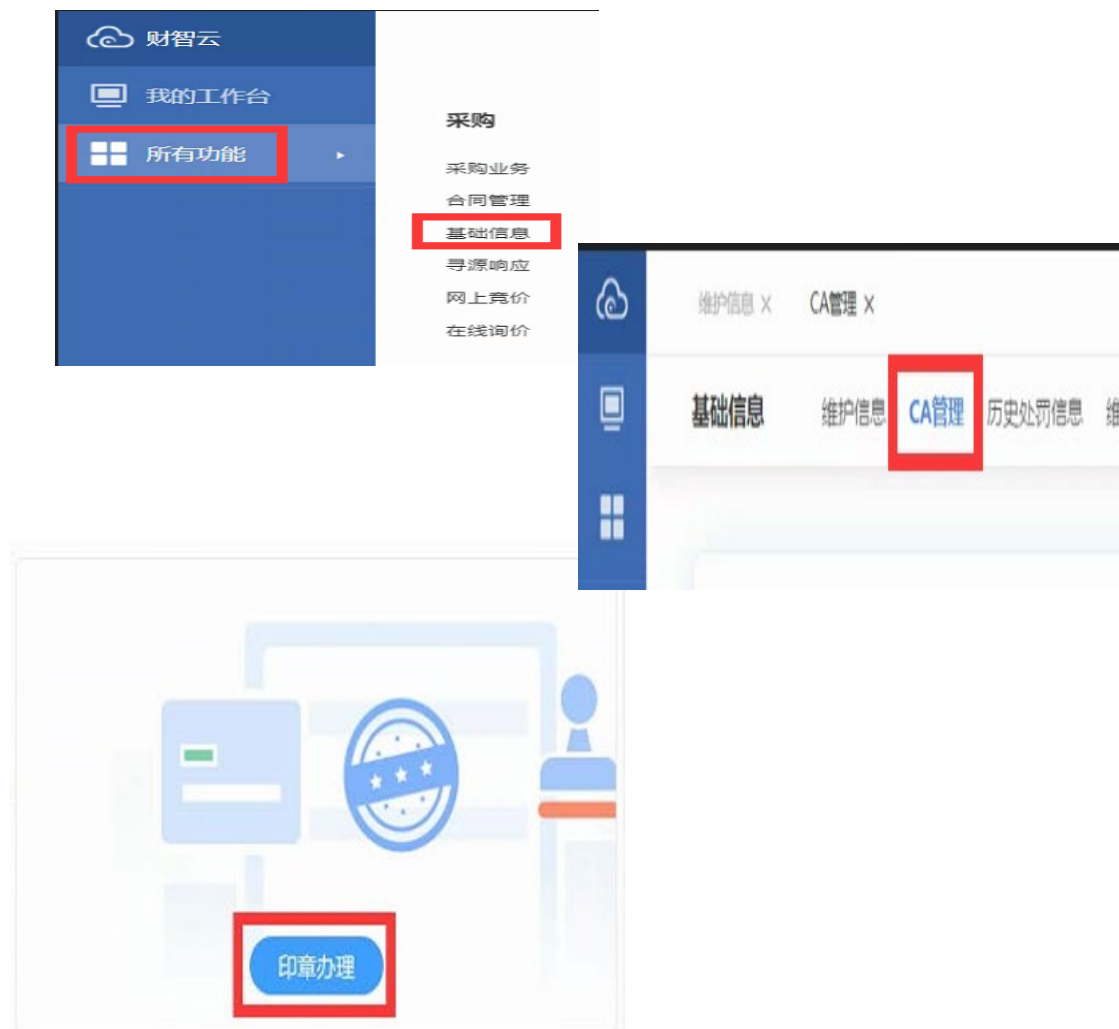 财智云
我的工作台
所有功能
采购
采购业务
合同管理
基础信息
寻源响应
网上竞价
在线询价
维护信息 × CA管理 ×
基础信息 维护信息 CA管理 历史处罚信息 维
印章办理